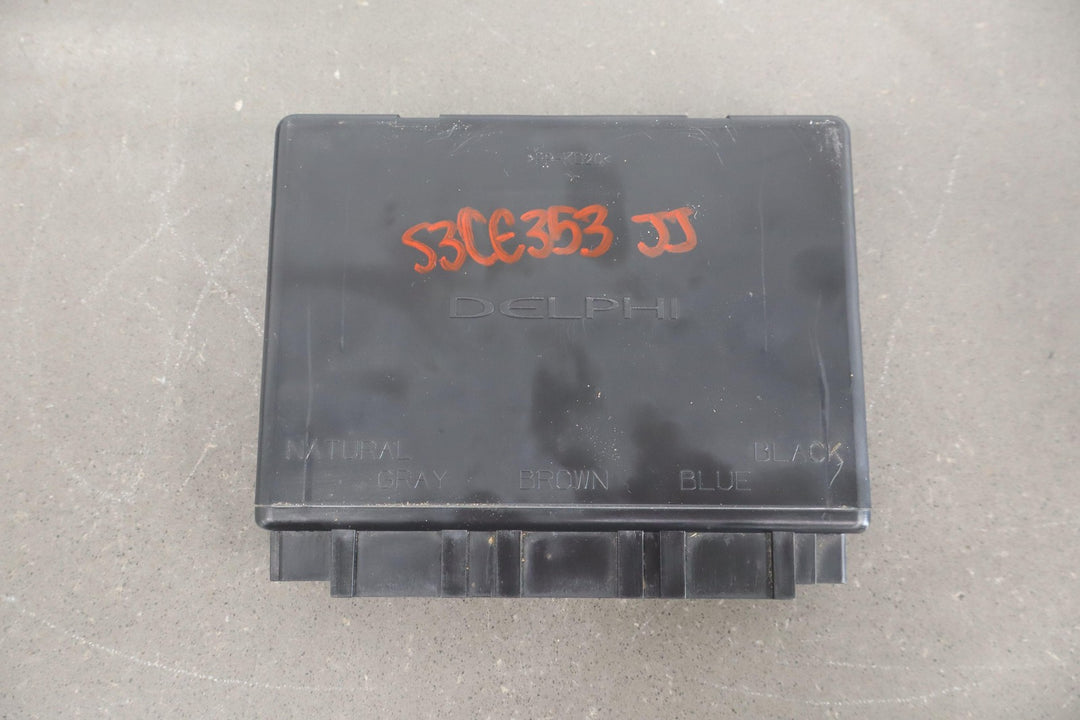 S3CE353 JJ
DELPHI
NATURAL BLACK
GRAY BROWN BLUE